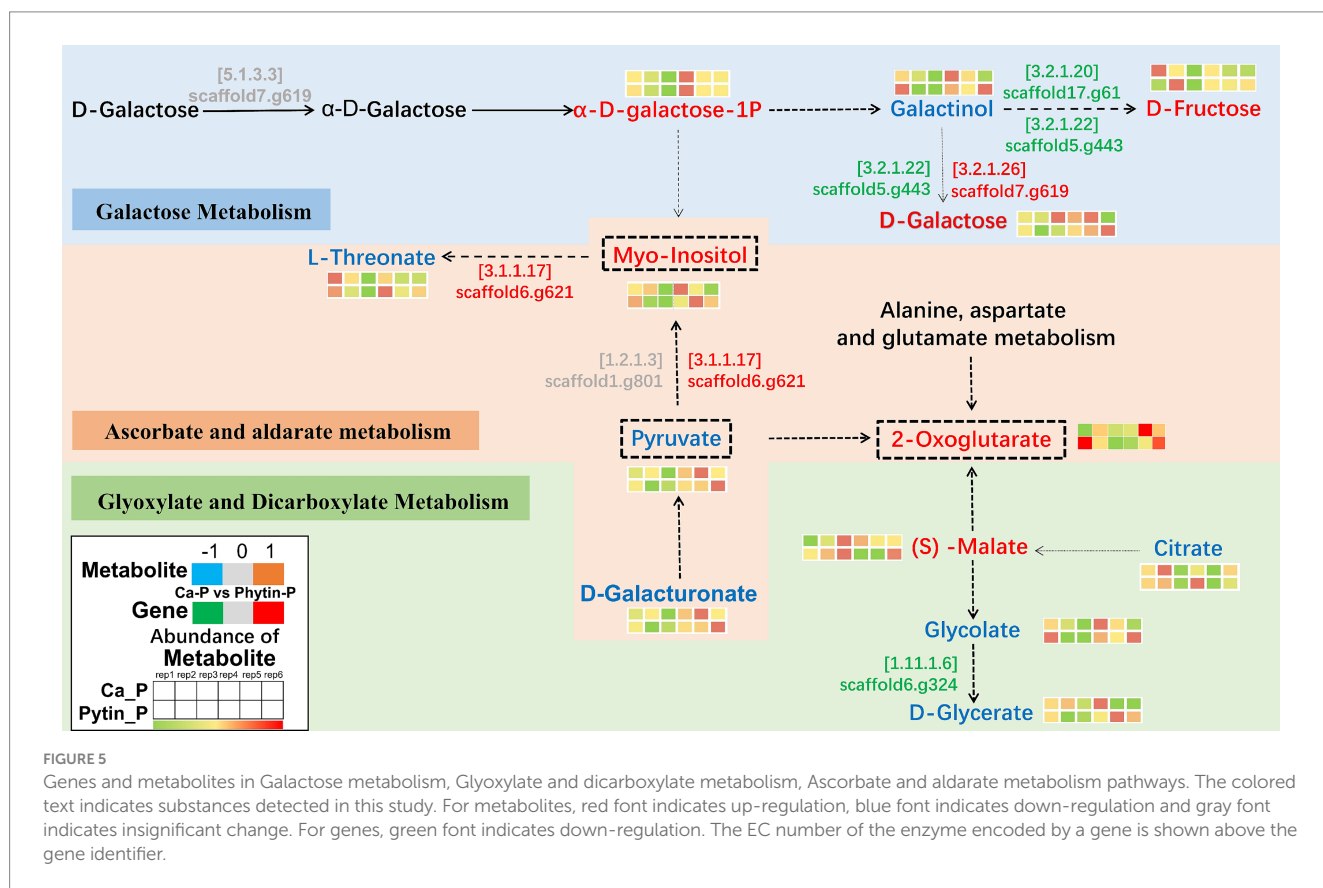 [5.1.3.3]
scaffold7.g619
D-Galactose
α-D-Galactose
α-D-galactose-1P
Galactinol
[3.2.1.20]
scaffold17.g61
[3.2.1.22]
scaffold5.g443
D-Fructose
[3.2.1.22]
scaffold5.g443
[3.2.1.26]
scaffold7.g619
D-Galactose
Galactose Metabolism
L-Threonate
[3.1.1.17]
scaffold6.g621
Myo-Inositol
Alanine, aspartate
and glutamate metabolism
[1.2.1.3]
scaffold1.g801
[3.1.1.17]
scaffold6.g621
Ascorbate and aldarate metabolism
Pyruvate
2-Oxoglutarate
Glyoxylate and Dicarboxylate Metabolism
(S) -Malate
Citrate
D-Galacturonate
Glycolate
[1.11.1.6]
scaffold6.g324
D-Glycerate
-1 0 1
Metabolite
Ca-P vs Phytin-P
Gene
Abundance of
Metabolite
rep1 rep2 rep3 rep4 rep5 rep6
Ca_P
Pytin_P
FIGURE 5
Genes and metabolites in Galactose metabolism, Glyoxylate and dicarboxylate metabolism, Ascorbate and aldarate metabolism pathways. The colored
text indicates substances detected in this study. For metabolites, red font indicates up-regulation, blue font indicates down-regulation and gray font
indicates insignificant change. For genes, green font indicates down-regulation. The EC number of the enzyme encoded by a gene is shown above the
gene identifier.